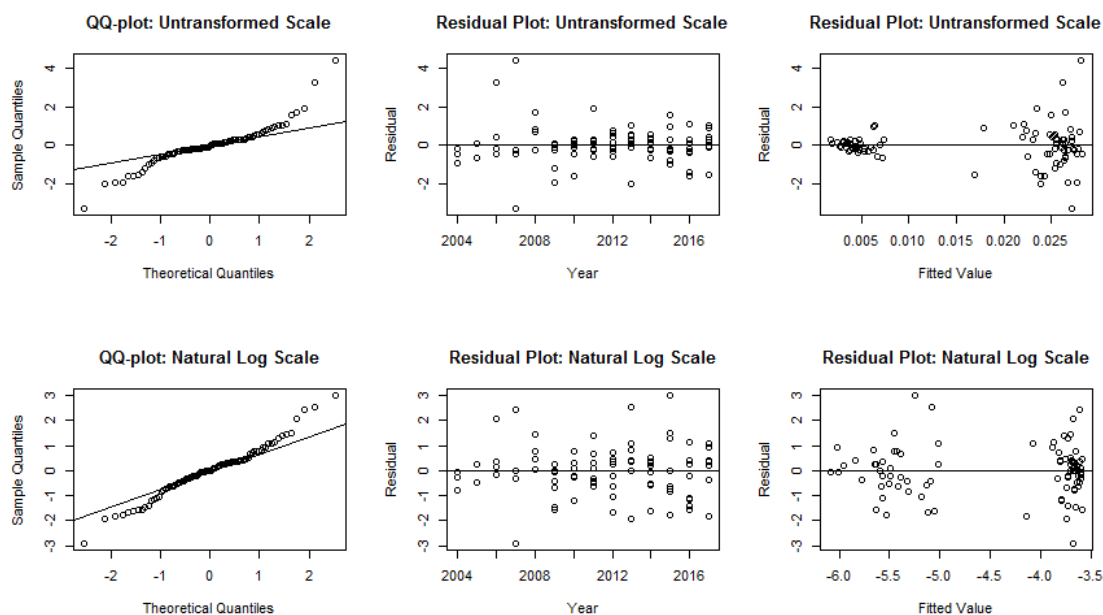 QQ-plot: Untransformed Scale
Sample Quantiles
4
2
0
-2
-2 -1 0 1 2
Theoretical Quantiles
Residual Plot: Untransformed Scale
Residual
4
2
0
-2
2004 2008 2012 2016
Year
Residual Plot: Untransformed Scale
Residual
4
2
0
-2
0.005 0.010 0.015 0.020 0.025
Fitted Value
QQ-plot: Natural Log Scale
Sample Quantiles
3
2
1
0
-1
-2
-3
-2 -1 0 1 2
Theoretical Quantiles
Residual Plot: Natural Log Scale
Residual
3
2
1
0
-1
-2
-3
2004 2008 2012 2016
Year
Residual Plot: Natural Log Scale
Residual
3
2
1
0
-1
-2
-3
-6.0 -5.5 -5.0 -4.5 -4.0 -3.5
Fitted Value